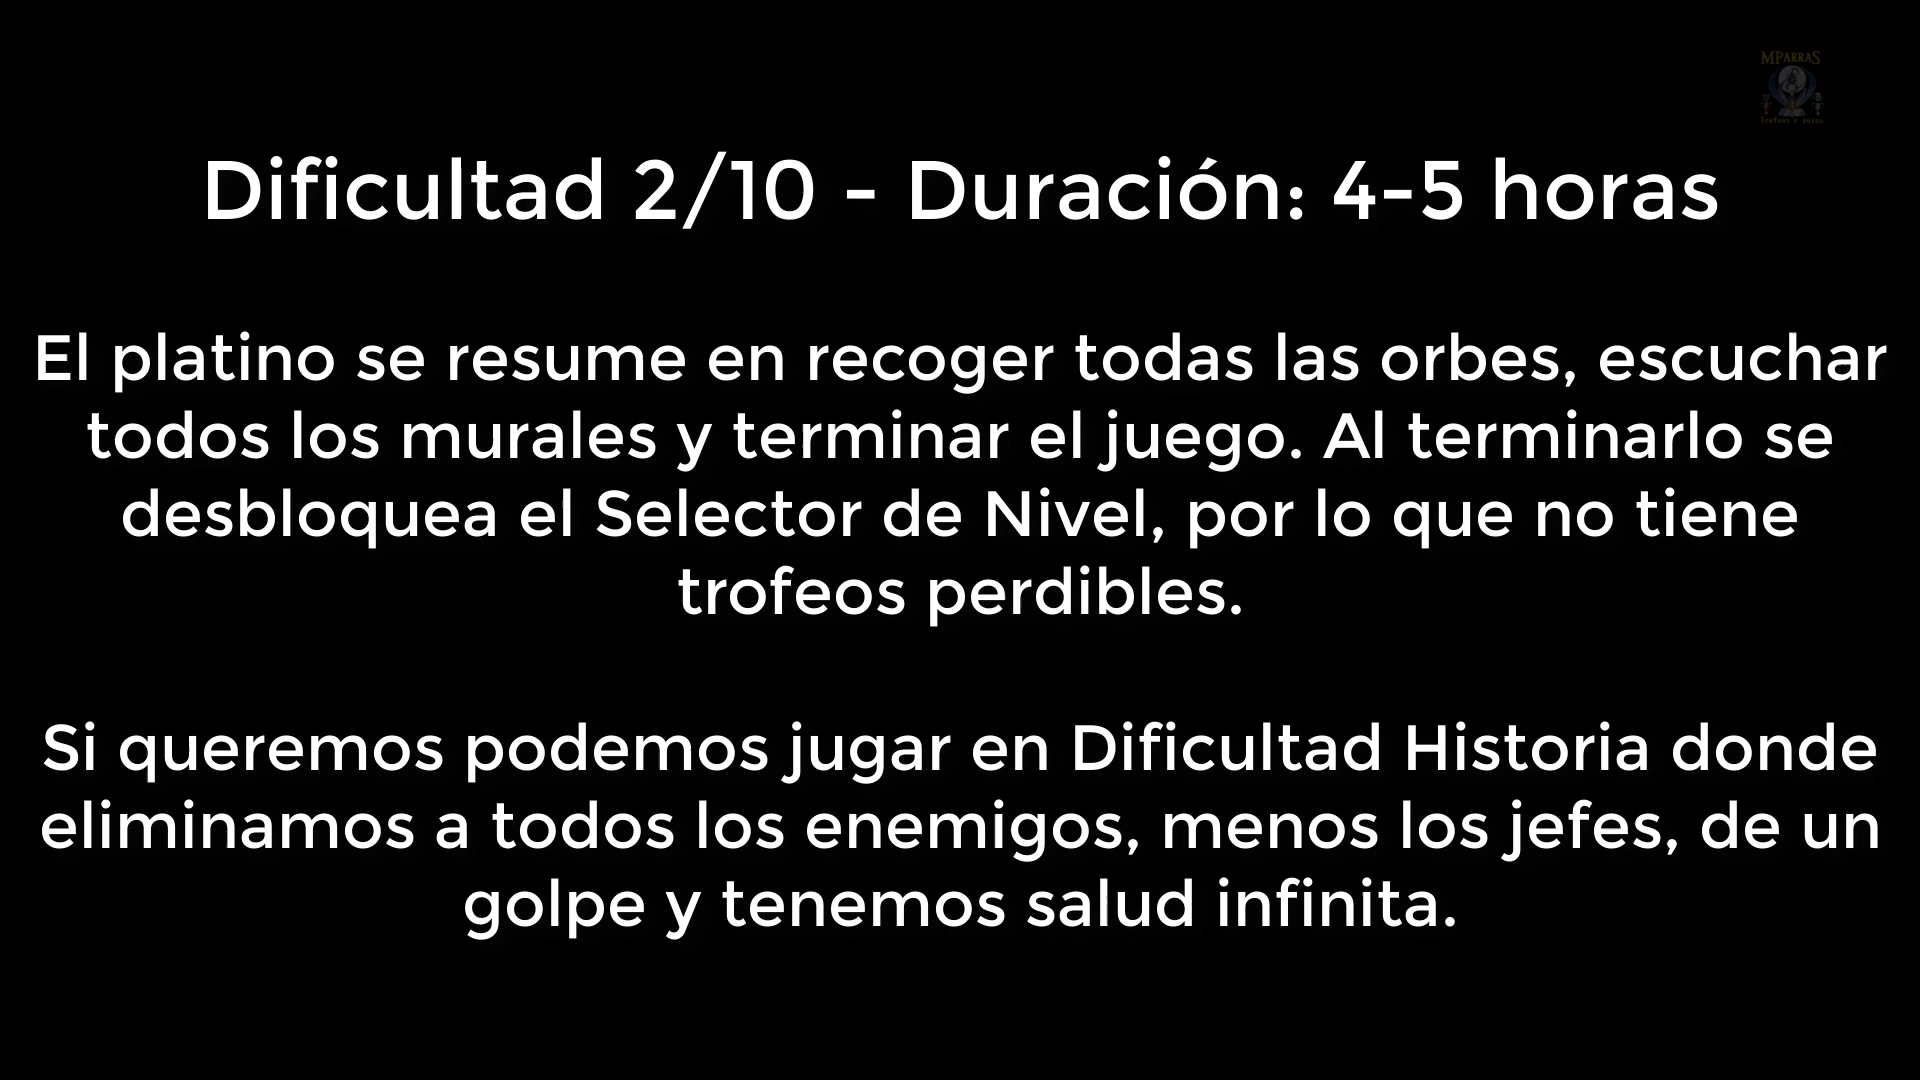 MPARRAS
Trofeos y guías
Dificultad 2/10 - Duración: 4-5 horas
El platino se resume en recoger todas las orbes, escuchar
todos los murales y terminar el juego. Al terminarlo se
desbloquea el Selector de Nivel, por lo que no tiene
trofeos perdibles.
Si queremos podemos jugar en Dificultad Historia donde
eliminamos a todos los enemigos, menos los jefes, de un
golpe y tenemos salud infinita.